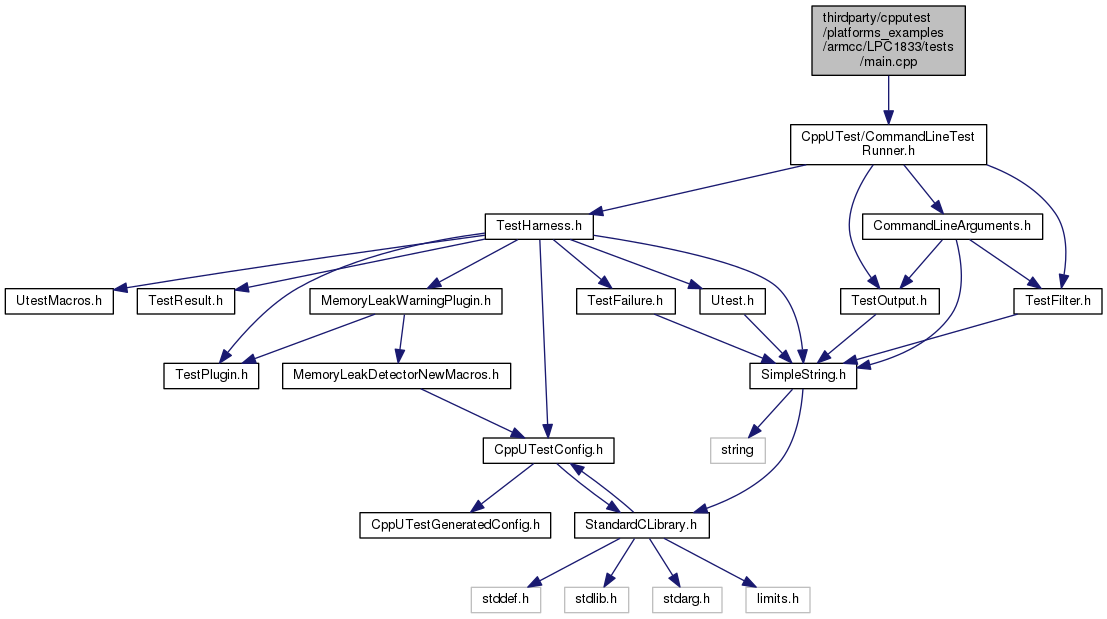 thirdparty/cpputest
/platforms_examples
/armcc/LPC1833/tests
/main.cpp
CppUTest/CommandLineTest
Runner.h
TestHarness.h
CommandLineArguments.h
UtestMacros.h
TestResult.h
MemoryLeakWarningPlugin.h
TestFailure.h
Utest.h
TestOutput.h
TestFilter.h
TestPlugin.h
MemoryLeakDetectorNewMacros.h
SimpleString.h
CppUTestConfig.h
string
CppUTestGeneratedConfig.h
StandardCLibrary.h
stddef.h
stdlib.h
stdarg.h
limits.h